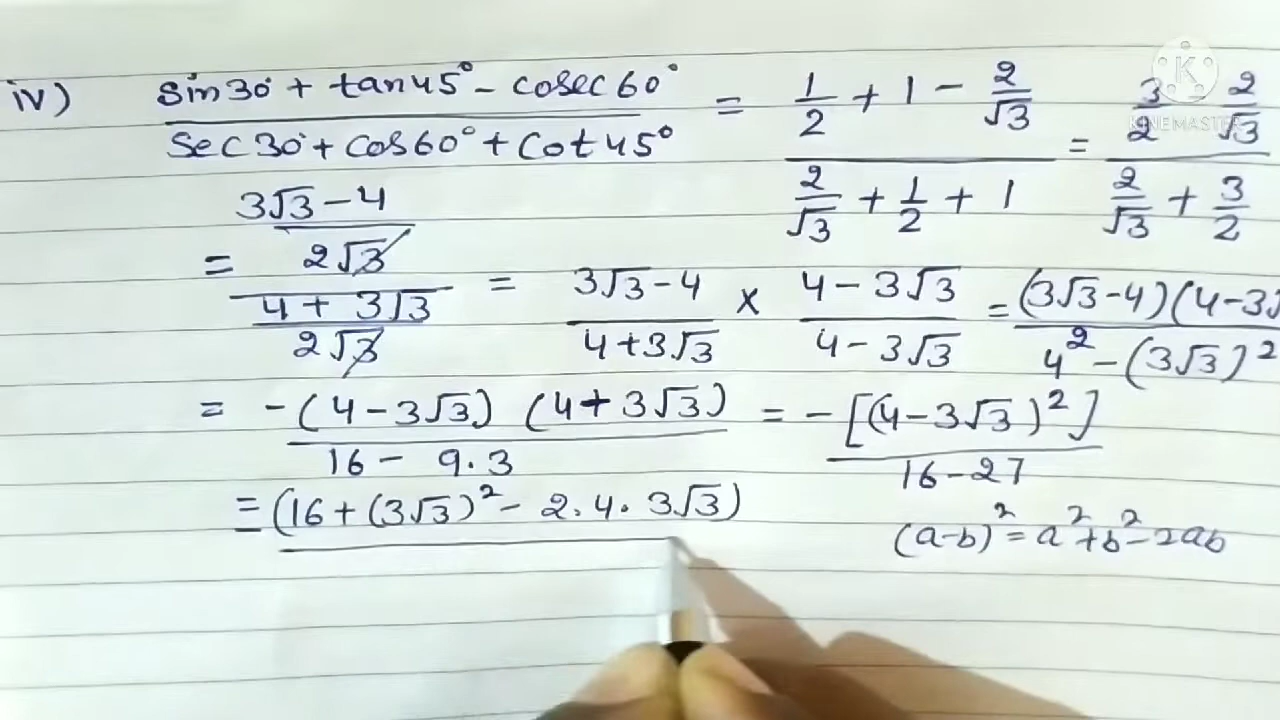 iv) sin30° + tan45° - cosec60° / sec30° + cos60° + cot45° = 1/2 + 1 - 2/√3 / 2/√3 + 1/2 + 1 = 3/2 - 2/√3 / 2/√3 + 3/2
= 3√3-4 / 2√3 / 4+3√3 / 2√3 = 3√3-4 / 4+3√3 × 4-3√3 / 4-3√3 = (3√3-4)(4-3√ / 4² - (3√3)²
= -(4-3√3) (4+3√3) / 16 - 9.3 = -[(4-3√3)²] / 16-27
=(16+(3√3)² - 2.4.3√3)
(a-b)² = a²+b²-2ab
K
KINEMASTER